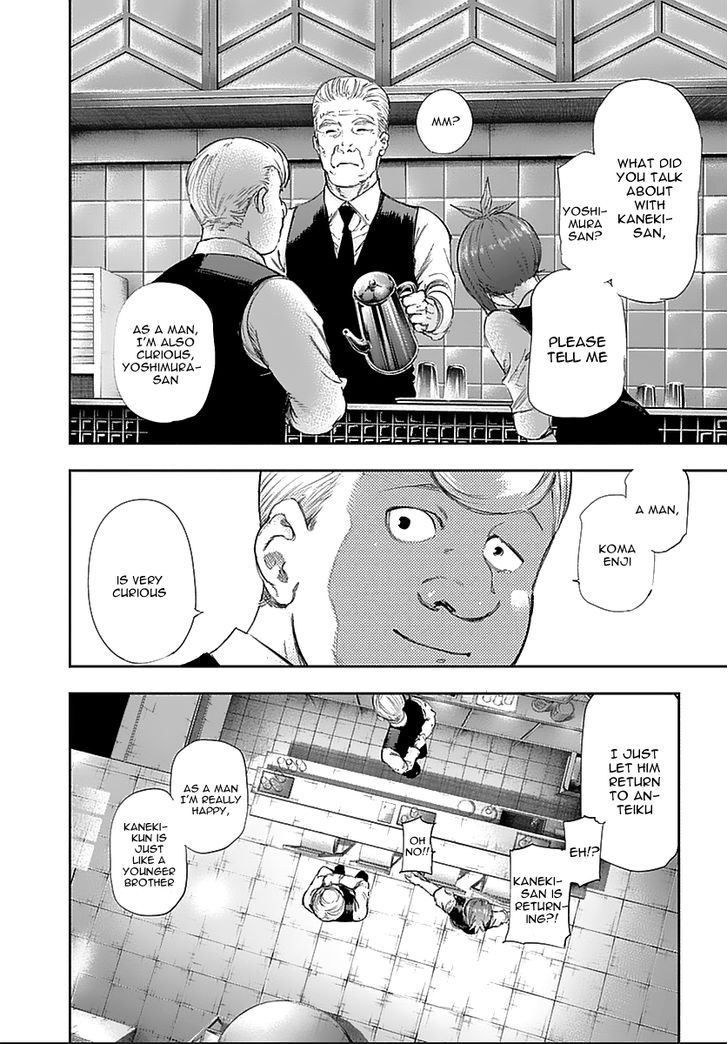 WHAT DID
YOU TALK
ABOUT
WITH
KANEKI-
SAN,
YOSHI-
MURA
SAN?
PLEASE
TELL ME
MM?
AS A MAN,
I'M ALSO
CURIOUS,
YOSHIMURA-
SAN
A MAN,
KOMA
ENJI
IS VERY
CURIOUS
I JUST
LET HIM
RETURN
TO AN-
TEIKU
EH!?
KANEKI-
SAN IS
RETURN-
ING?!
OH
NO!!
AS A MAN
I'M REALLY
HAPPY,
KANEKI-
KUN IS
JUST
LIKE A
YOUNGER
BROTHER